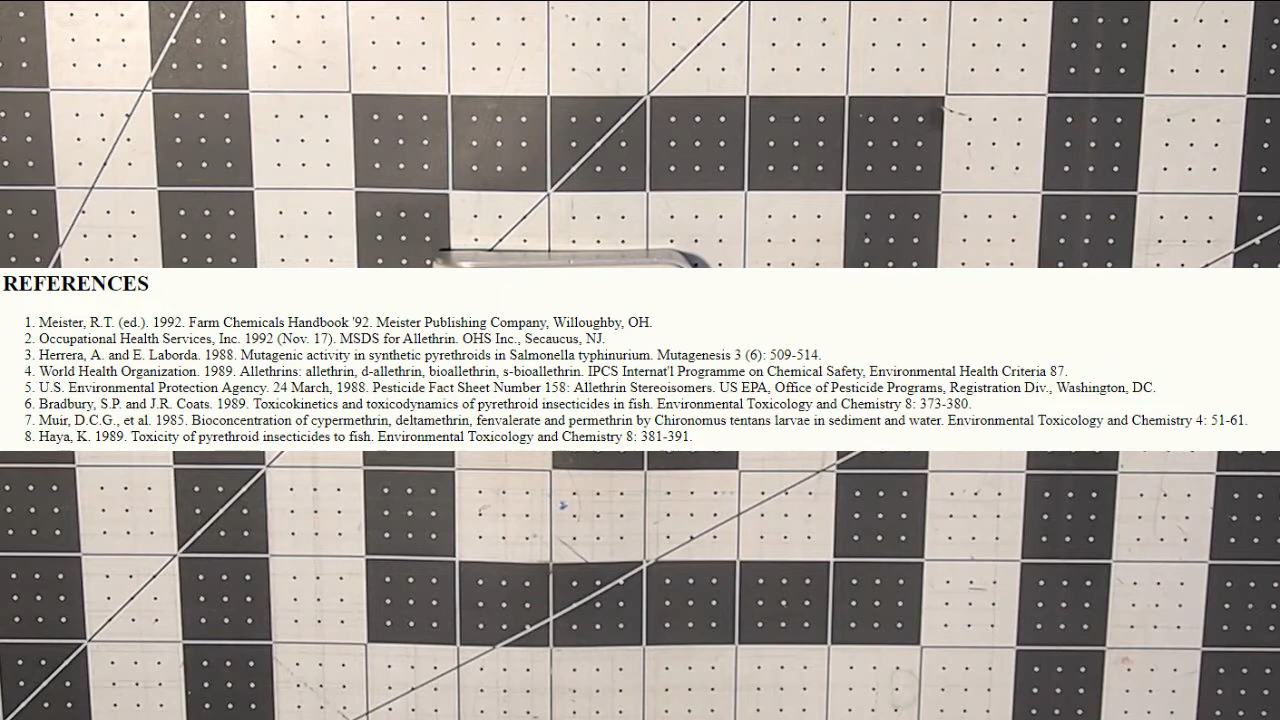 REFERENCES
1. Meister, R.T. (ed.). 1992. Farm Chemicals Handbook '92. Meister Publishing Company, Willoughby, OH.
2. Occupational Health Services, Inc. 1992 (Nov. 17). MSDS for Allethrin. OHS Inc., Secaucus, NJ.
3. Herrera, A. and E. Laborda. 1988. Mutagenic activity in synthetic pyrethroids in Salmonella typhinurium. Mutagenesis 3 (6): 509-514.
4. World Health Organization. 1989. Allethrins: allethrin, d-allethrin, bioallethrin, s-bioallethrin. IPCS Internat'l Programme on Chemical Safety, Environmental Health Criteria 87.
5. U.S. Environmental Protection Agency. 24 March, 1988. Pesticide Fact Sheet Number 158: Allethrin Stereoisomers. US EPA, Office of Pesticide Programs, Registration Div., Washington, DC.
6. Bradbury, S.P. and J.R. Coats. 1989. Toxicokinetics and toxicodynamics of pyrethroid insecticides in fish. Environmental Toxicology and Chemistry 8: 373-380.
7. Muir, D.C.G., et al. 1985. Bioconcentration of cypermethrin, deltamethrin, fenvalerate and permethrin by Chironomus tentans larvae in sediment and water. Environmental Toxicology and Chemistry 4: 51-61.
8. Haya, K. 1989. Toxicity of pyrethroid insecticides to fish. Environmental Toxicology and Chemistry 8: 381-391.